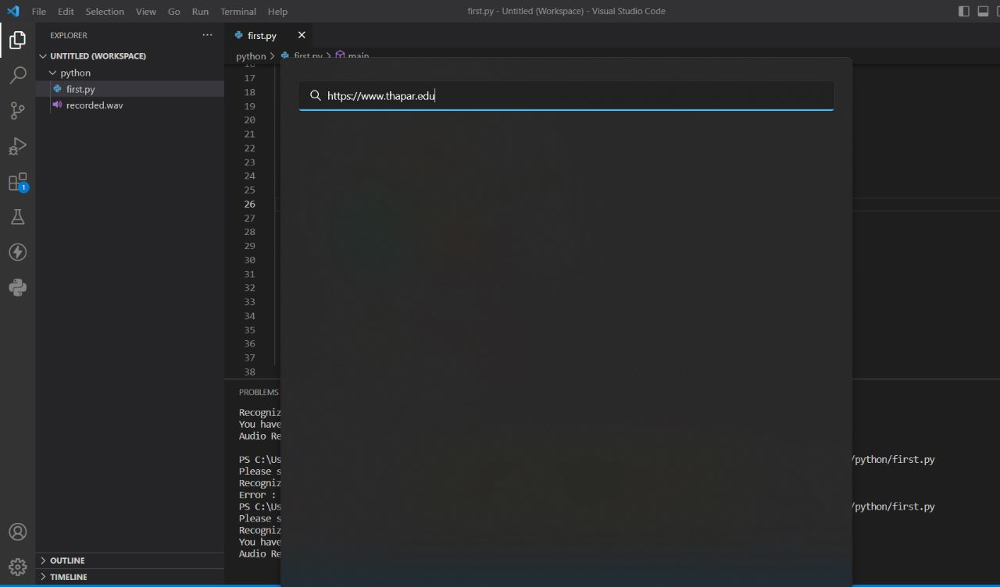 File Edit Selection View Go Run Terminal Help
first.py - Untitled (Workspace) - Visual Studio Code
EXPLORER
UNTITLED (WORKSPACE)
python
first.py
recorded.wav
1
OUTLINE
TIMELINE
first.py
python > first.py > main
https://www.thapar.edu
16
17
18
19
20
21
22
23
24
25
26
27
28
29
30
31
32
33
34
35
36
37
38
PROBLEMS
Recogniz
You have
Audio Re
PS C:\Us /python/first.py
Please s
Recogniz
Error :
PS C:\Us /python/first.py
Please s
Recogniz
You have
Audio Re